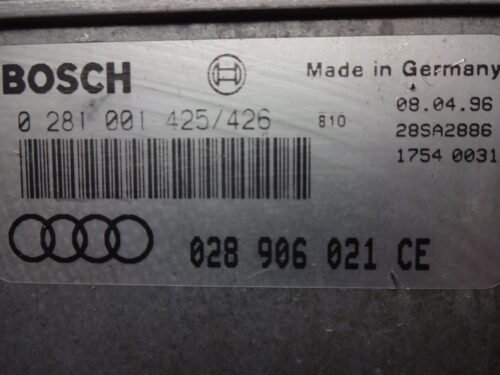 BOSCH
Made in Germany
0 281 001 425/426 810
08.04.96
28SA2886
1754 0031
028 906 021 CE